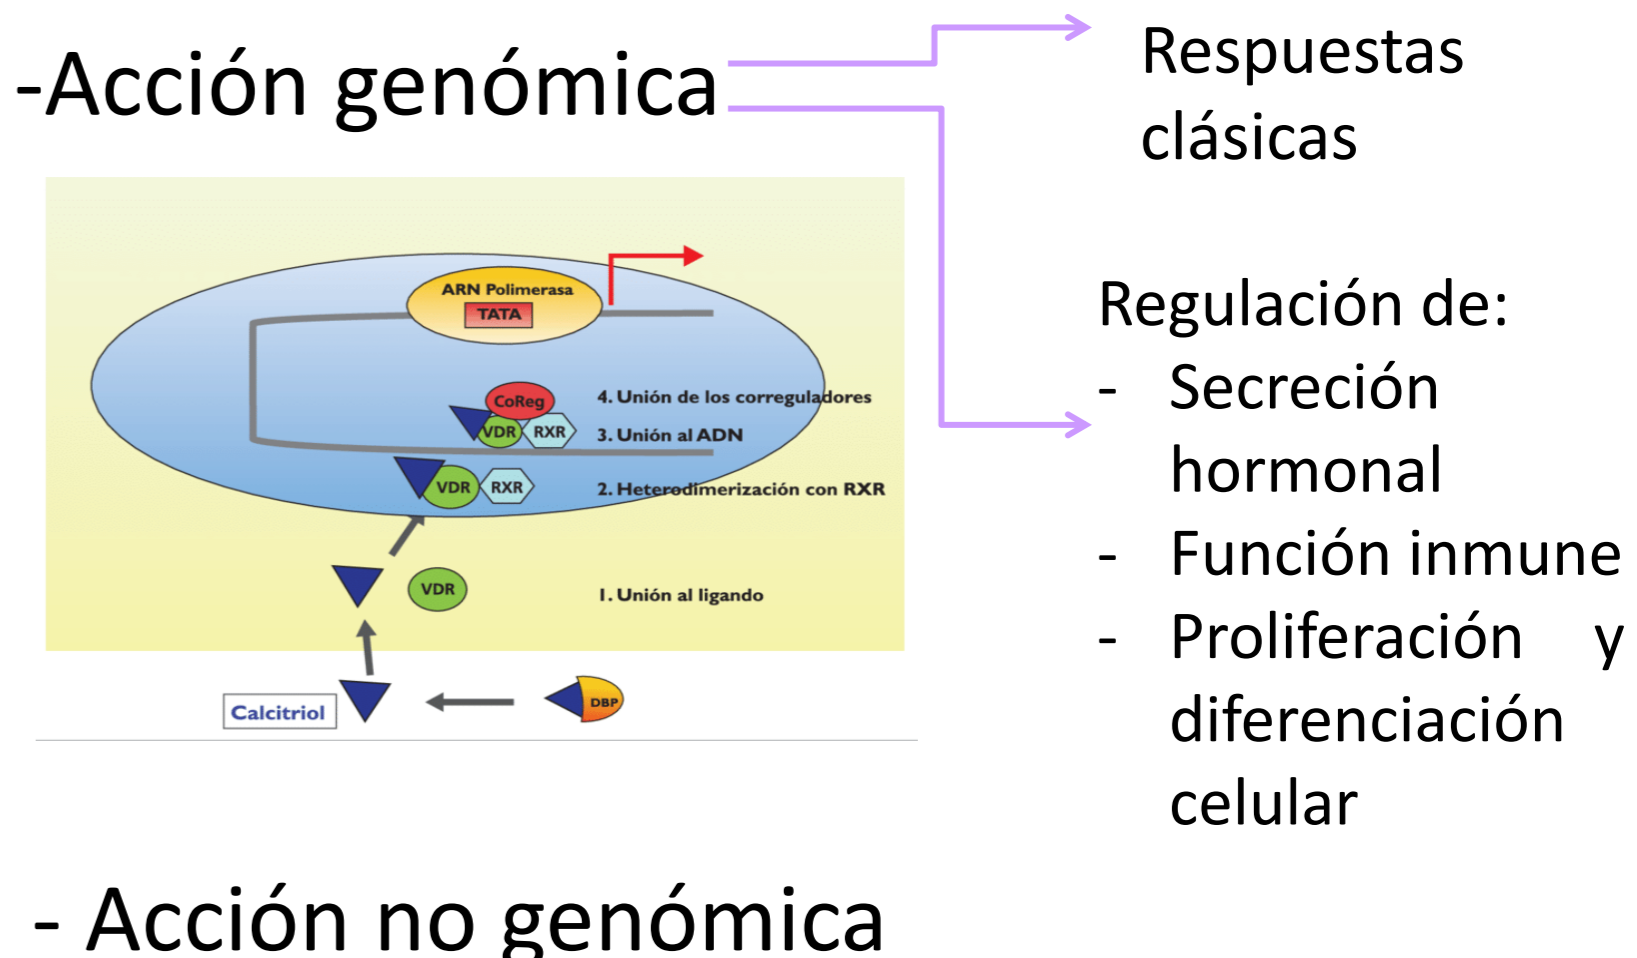 -Acción genómica
Respuestas
clásicas
ARN Polimerasa
TATA
CoReg
4. Unión de los correguladores
VDR
RXR
3. Unión al ADN
VDR
RXR
2. Heterodimerización con RXR
VDR
1. Unión al ligando
Calcitriol
DBP
Regulación de:
- Secreción
hormonal
- Función inmune
- Proliferación y
diferenciación
celular
- Acción no genómica